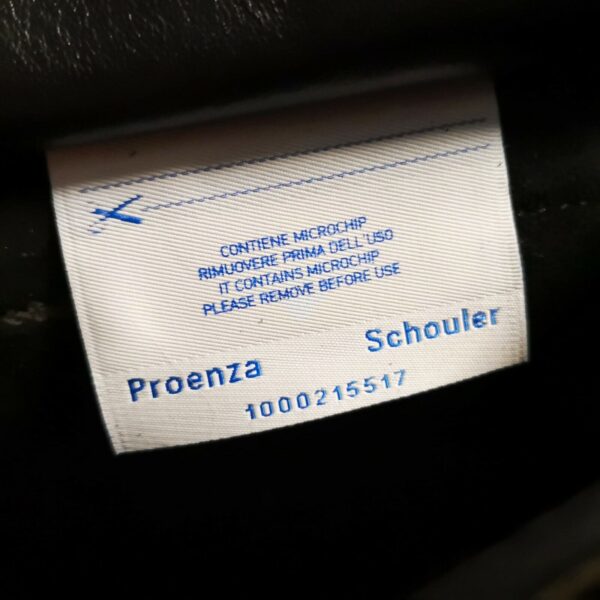 CONTIENE MICROCHIP
RIMUOVERE PRIMA DELL'USO
IT CONTAINS MICROCHIP
PLEASE REMOVE BEFORE USE
Proenza Schouler
1000215517